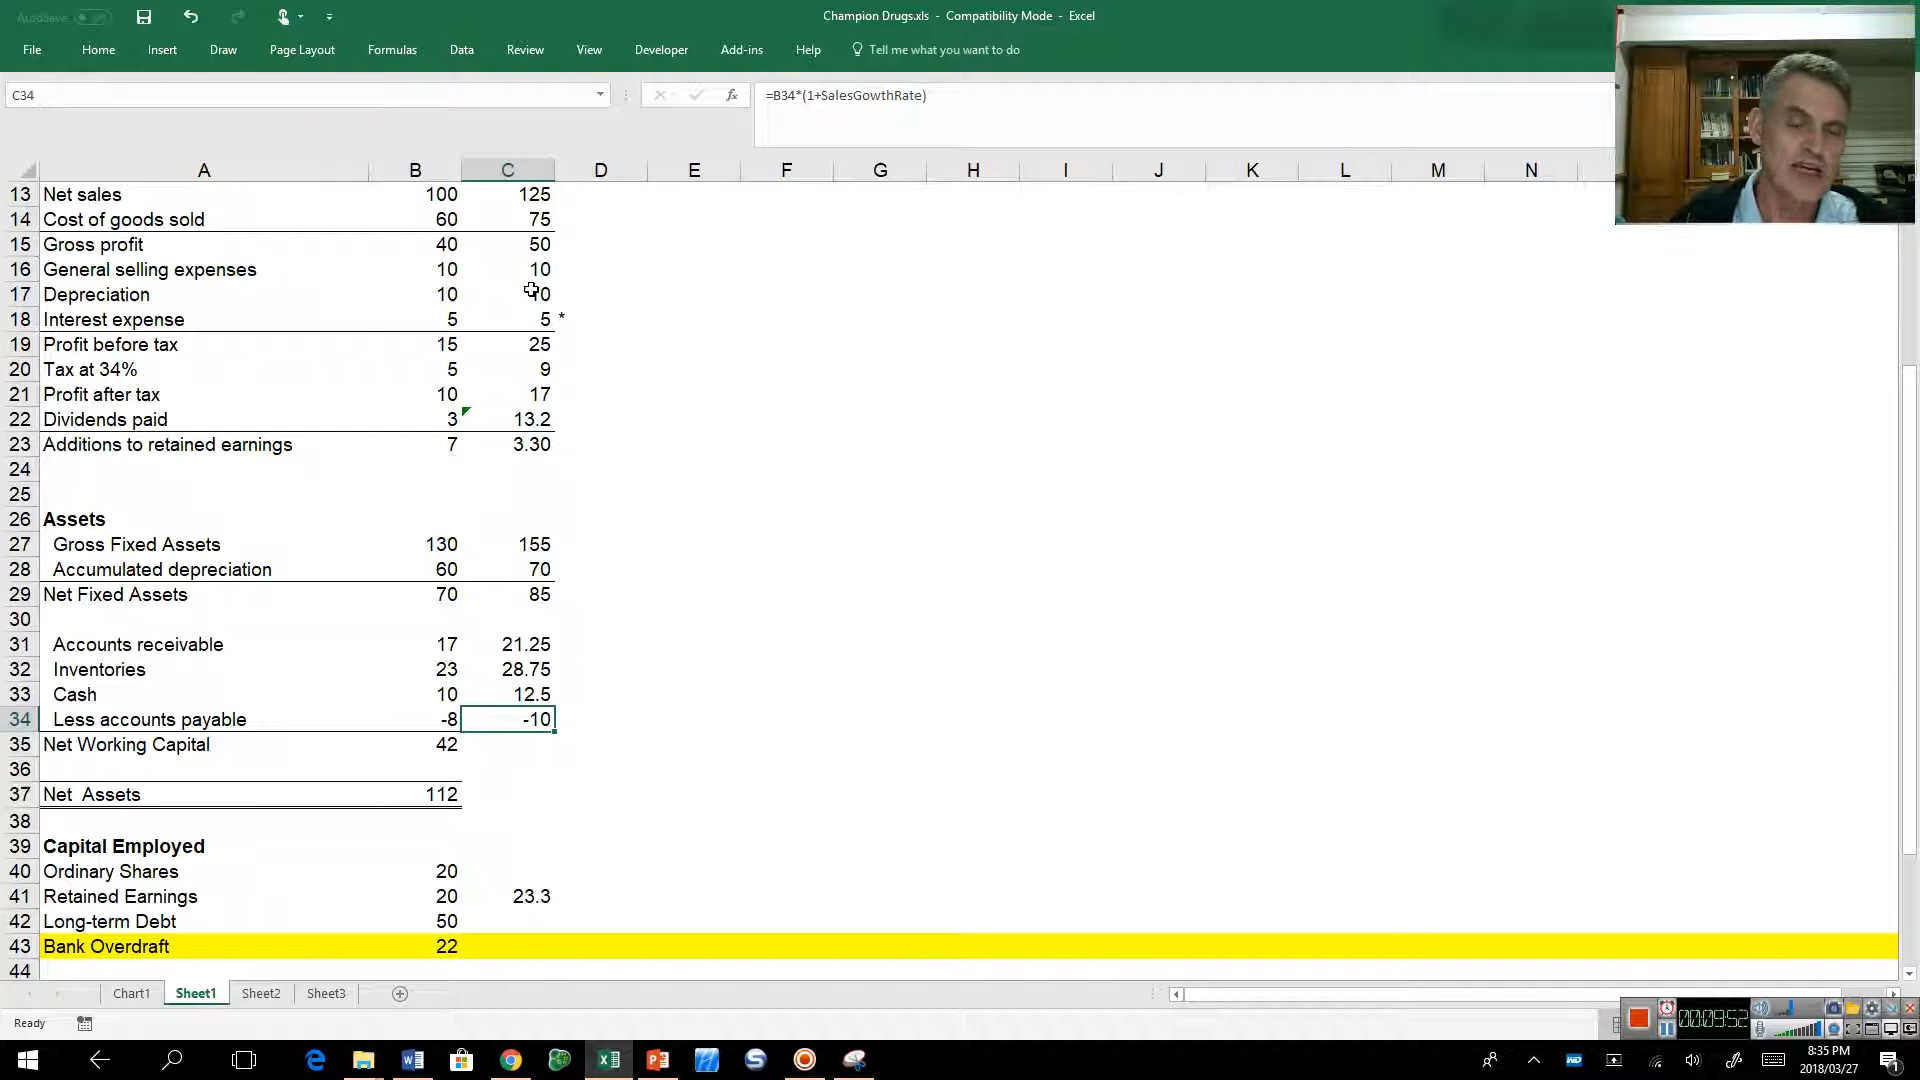 AutoSave
Champion Drugs.xls - Compatibility Mode - Excel
File Home Insert Draw Page Layout Formulas Data Review View Developer Add-ins Help Tell me what you want to do
C34 fx =B34*(1+SalesGowthRate)
A B C D E F G H I J K L M N
13 Net sales 100 125
14 Cost of goods sold 60 75
15 Gross profit 40 50
16 General selling expenses 10 10
17 Depreciation 10 10
18 Interest expense 5 5 *
19 Profit before tax 15 25
20 Tax at 34% 5 9
21 Profit after tax 10 17
22 Dividends paid 3 13.2
23 Additions to retained earnings 7 3.30
24
25
26 Assets
27 Gross Fixed Assets 130 155
28 Accumulated depreciation 60 70
29 Net Fixed Assets 70 85
30
31 Accounts receivable 17 21.25
32 Inventories 23 28.75
33 Cash 10 12.5
34 Less accounts payable -8 -10
35 Net Working Capital 42
36
37 Net Assets 112
38
39 Capital Employed
40 Ordinary Shares 20
41 Retained Earnings 20 23.3
42 Long-term Debt 50
43 Bank Overdraft 22
44
Chart1 Sheet1 Sheet2 Sheet3
Ready
00:09:52
8:35 PM
2018/03/27